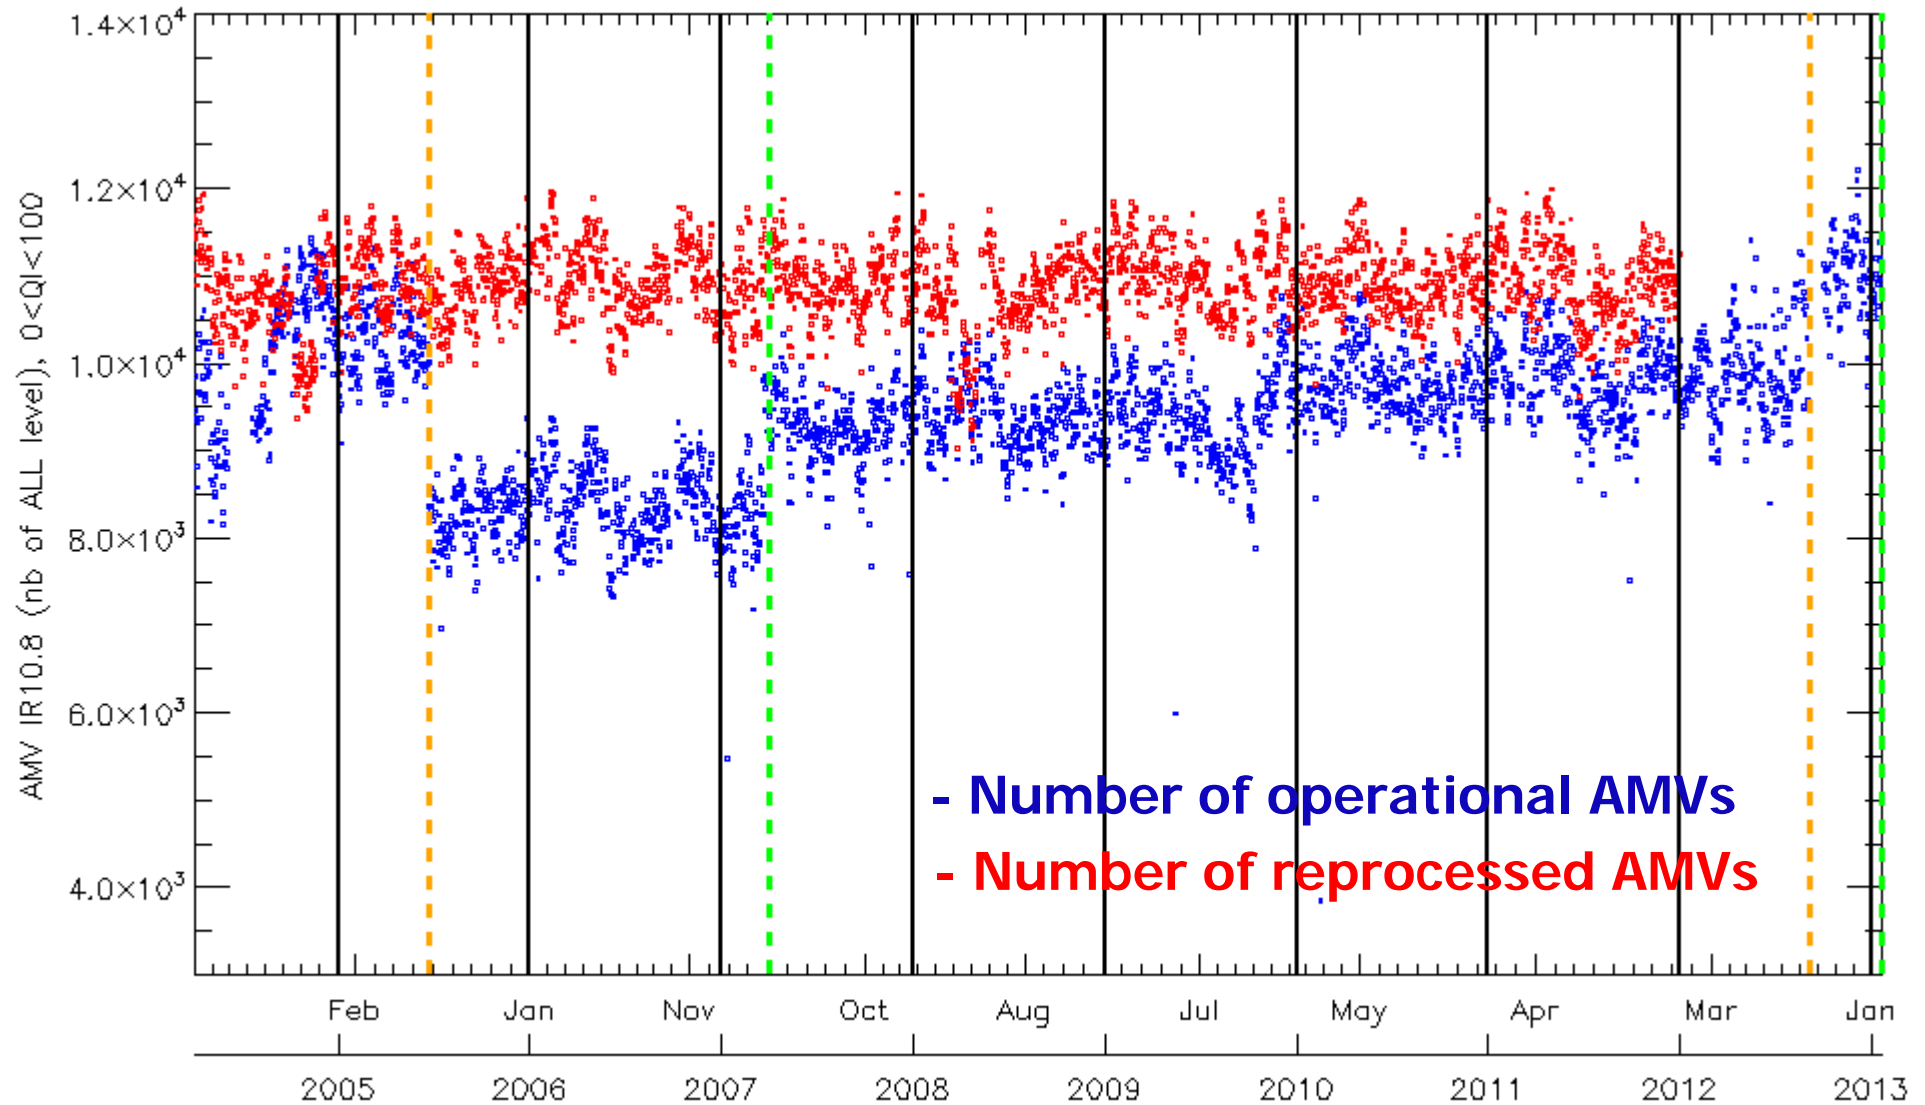 AMV IR10.8 (nb of ALL level), 0<QI<100
1.4×10⁴
1.2×10⁴
1.0×10⁴
8.0×10³
6.0×10³
4.0×10³
- Number of operational AMVs
- Number of reprocessed AMVs
Feb Jan Nov Oct Aug Jul May Apr Mar Jan
2005 2006 2007 2008 2009 2010 2011 2012 2013